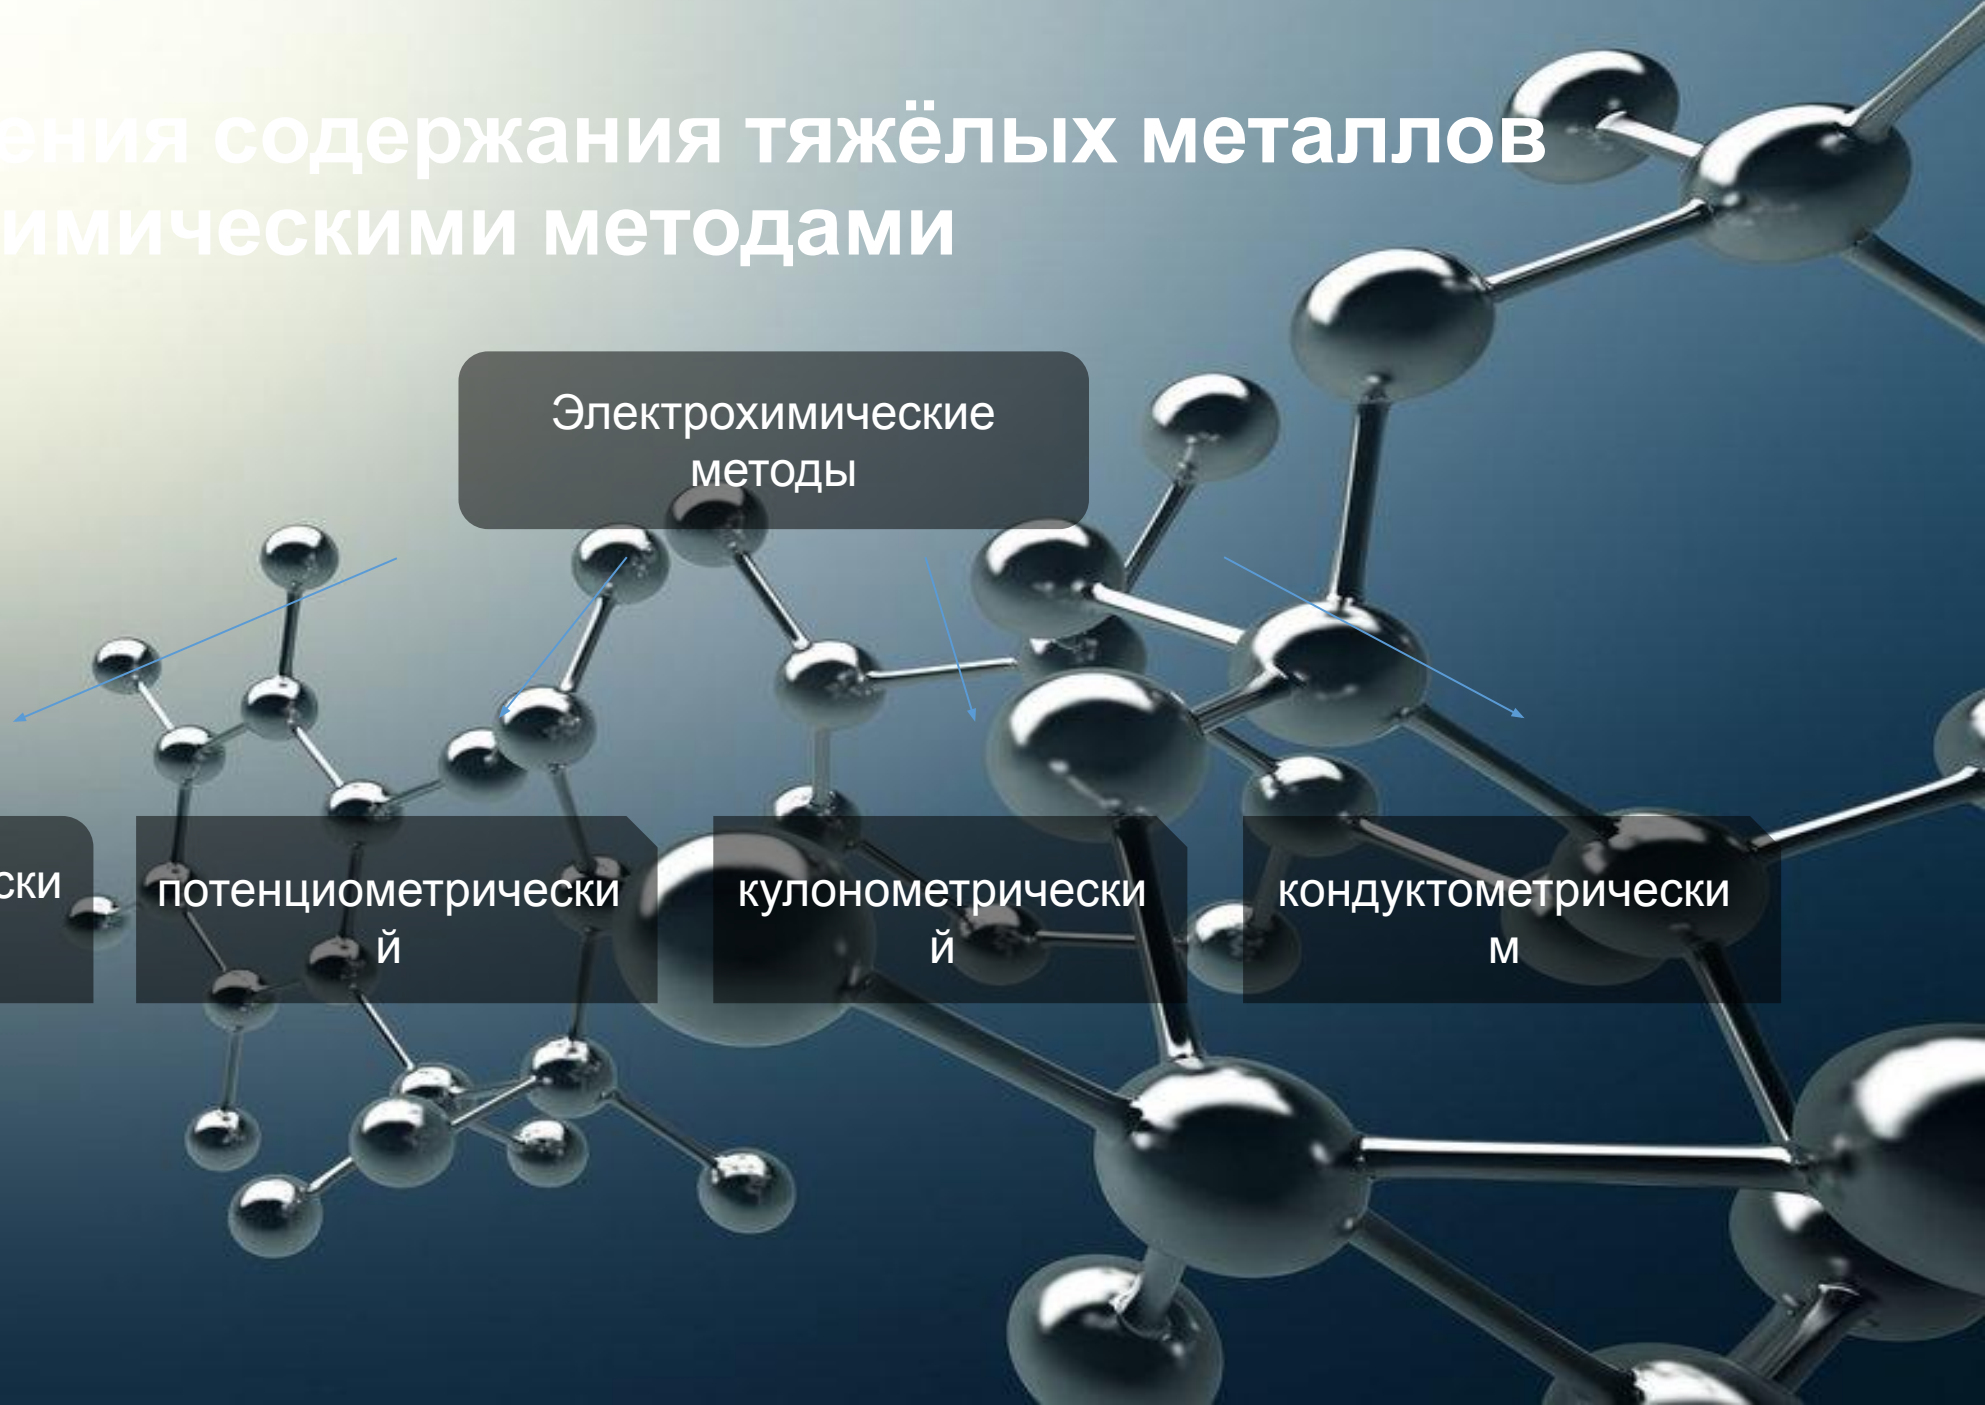 ения содержания тяжёлых металлов
имическими методами
Электрохимические
методы
ски
потенциометрически
й
кулонометрически
й
кондуктометрически
м